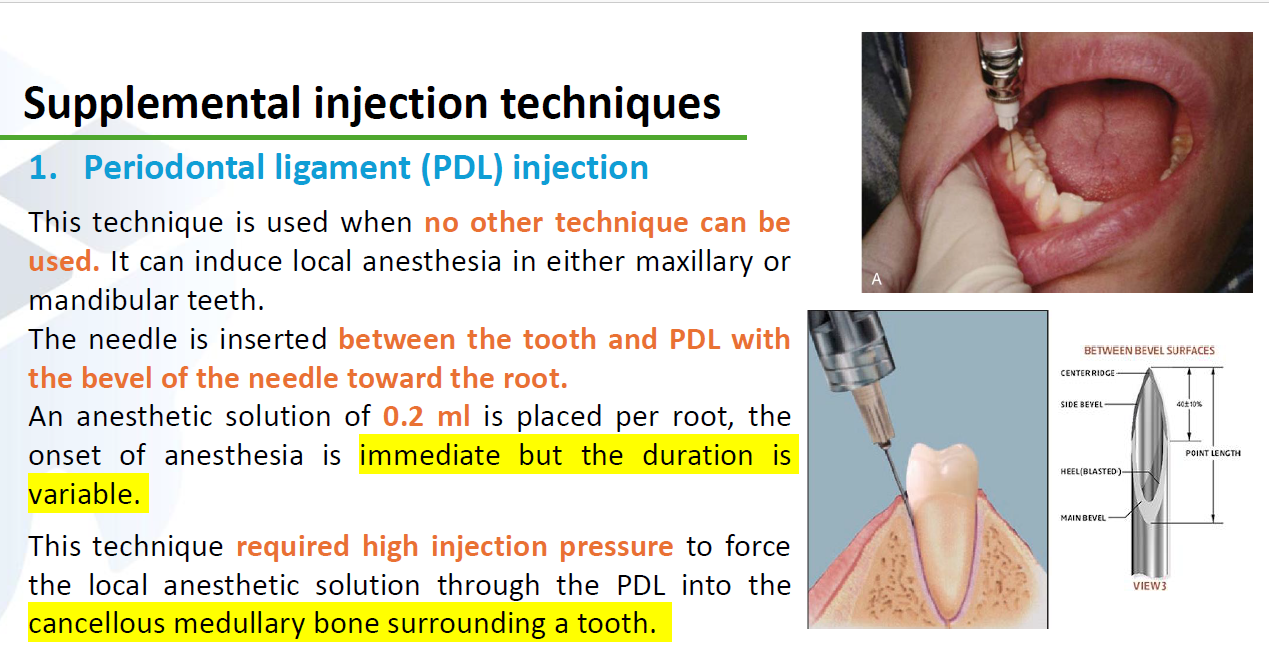 Supplemental injection techniques
1. Periodontal ligament (PDL) injection
This technique is used when no other technique can be
used. It can induce local anesthesia in either maxillary or
mandibular teeth.
The needle is inserted between the tooth and PDL with
the bevel of the needle toward the root.
An anesthetic solution of 0.2 ml is placed per root, the
onset of anesthesia is immediate but the duration is
variable.
This technique required high injection pressure to force
the local anesthetic solution through the PDL into the
cancellous medullary bone surrounding a tooth.
A
BETWEEN BEVEL SURFACES
CENTER RIDGE
SIDE BEVEL
40±10%
POINT LENGTH
HEEL(BLASTED)
MAIN BEVEL
VIEW3